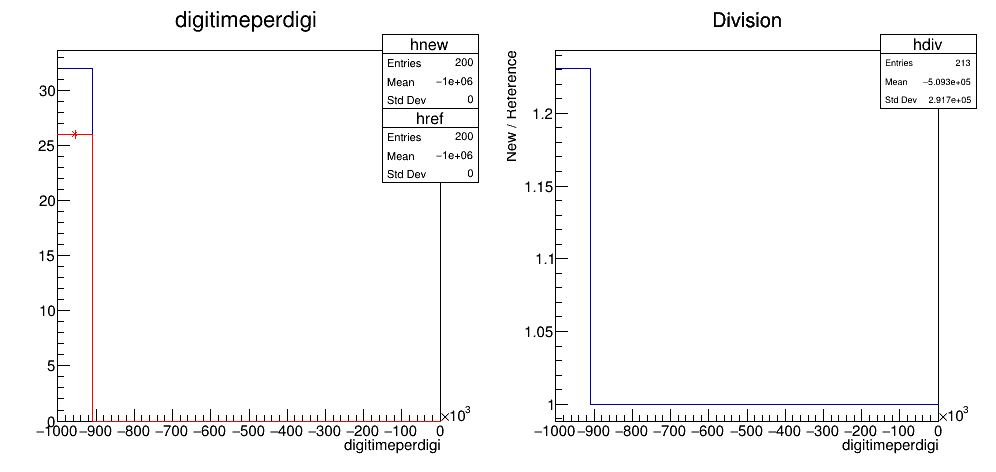 digitimeperdigi
hnew
Entries 200
Mean −1e+06
Std Dev 0
href
Entries 200
Mean −1e+06
Std Dev 0
30
25
20
15
10
5
0
−1000 −900 −800 −700 −600 −500 −400 −300 −200 −100 0
×10³
digitimeperdigi
Division
hdiv
Entries 213
Mean −5.093e+05
Std Dev 2.917e+05
New / Reference
1.2
1.15
1.1
1.05
1
−1000 −900 −800 −700 −600 −500 −400 −300 −200 −100 0
×10³
digitimeperdigi